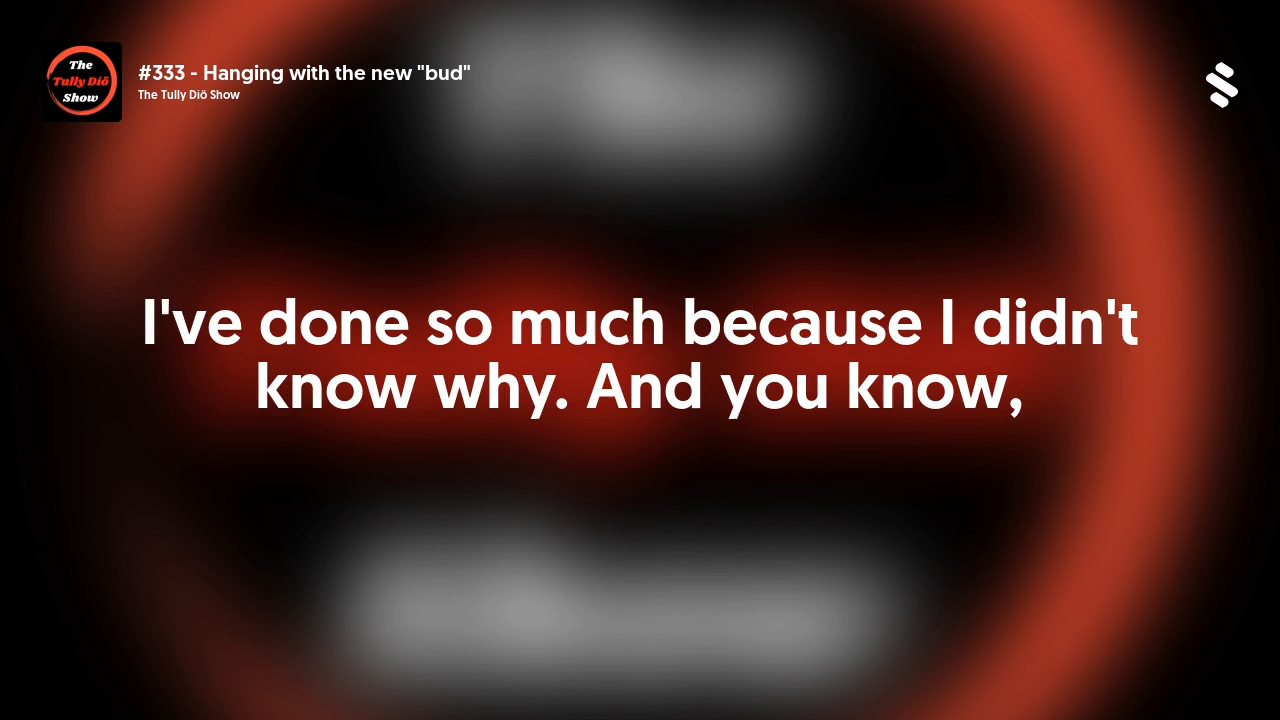 The
Tully Diö
Show
#333 - Hanging with the new "bud"
The Tully Diö Show
I've done so much because I didn't
know why. And you know,